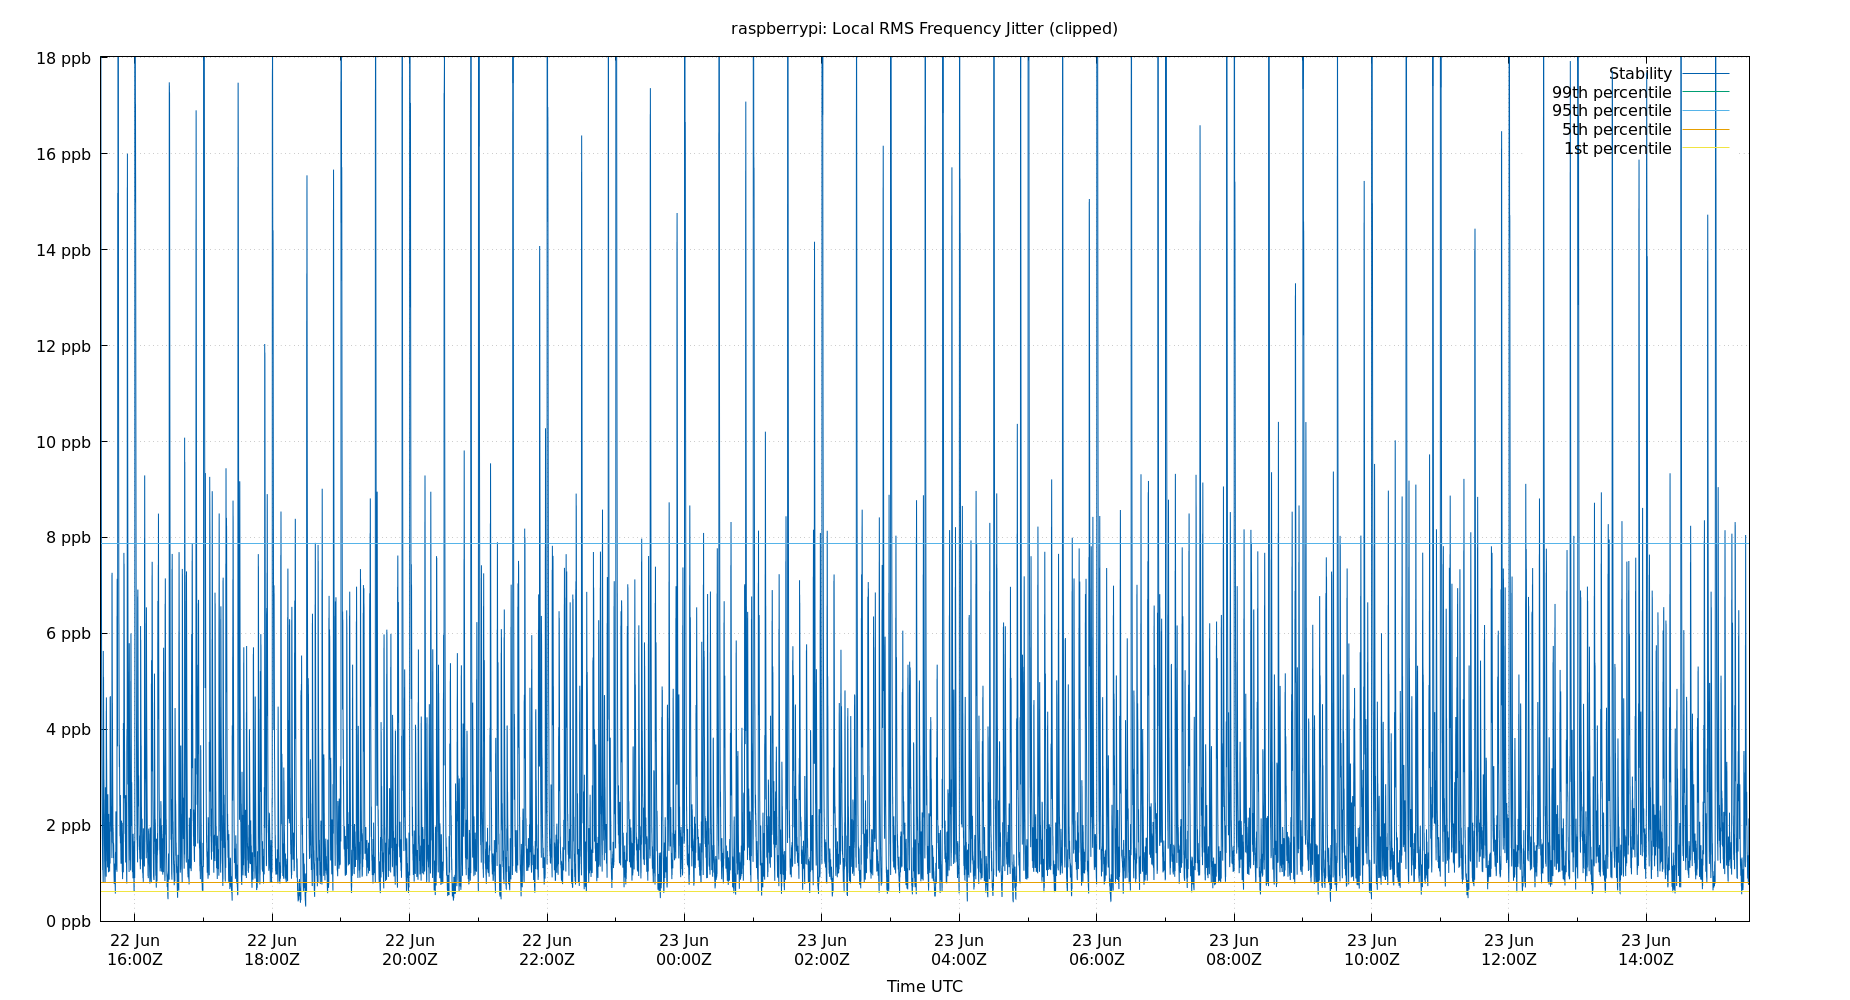 raspberrypi: Local RMS Frequency Jitter (clipped)
18 ppb
16 ppb
14 ppb
12 ppb
10 ppb
8 ppb
6 ppb
4 ppb
2 ppb
0 ppb
Stability
99th percentile
95th percentile
5th percentile
1st percentile
22 Jun 22 Jun 22 Jun 22 Jun 23 Jun 23 Jun 23 Jun 23 Jun 23 Jun 23 Jun 23 Jun 23 Jun
16:00Z 18:00Z 20:00Z 22:00Z 00:00Z 02:00Z 04:00Z 06:00Z 08:00Z 10:00Z 12:00Z 14:00Z
Time UTC